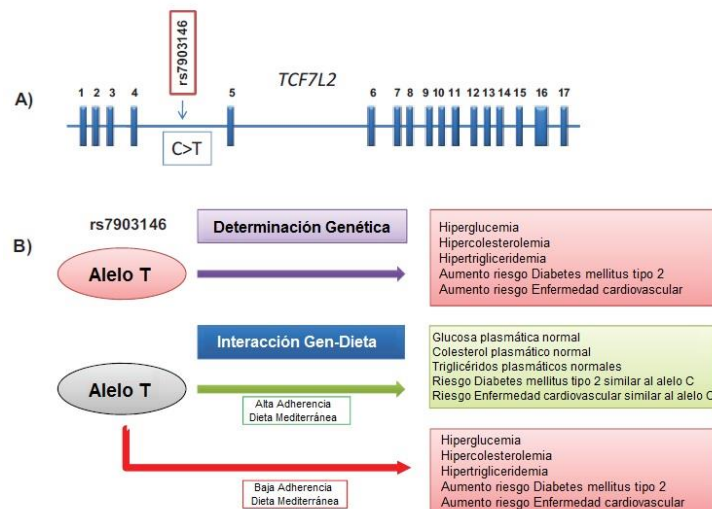 rs7903146
TCF7L2
1 2 3 4 5 6 7 8 9 10 11 12 13 14 15 16 17
A)
C>T
rs7903146
B)
Alelo T
Determinación Genética
Hiperglucemia
Hipercolesterolemia
Hipertrigliceridemia
Aumento riesgo Diabetes mellitus tipo 2
Aumento riesgo Enfermedad cardiovascular
Alelo T
Interacción Gen-Dieta
Alta Adherencia
Dieta Mediterránea
Glucosa plasmática normal
Colesterol plasmático normal
Triglicéridos plasmáticos normales
Riesgo Diabetes mellitus tipo 2 similar al alelo C
Riesgo Enfermedad cardiovascular similar al alelo C
Baja Adherencia
Dieta Mediterránea
Hiperglucemia
Hipercolesterolemia
Hipertrigliceridemia
Aumento riesgo Diabetes mellitus tipo 2
Aumento riesgo Enfermedad cardiovascular